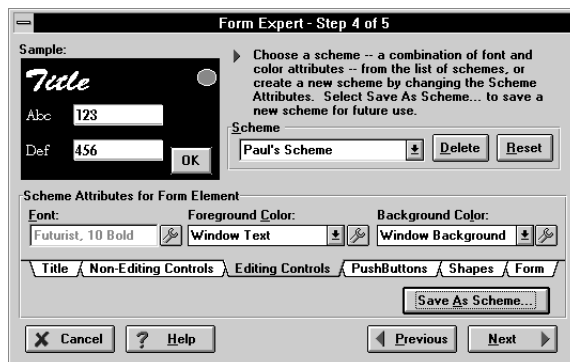 Form Expert - Step 4 of 5
Sample:
Title
Abc 123
Def 456
OK
Choose a scheme -- a combination of font and
color attributes -- from the list of schemes, or
create a new scheme by changing the Scheme
Attributes. Select Save As Scheme... to save a
new scheme for future use.
Scheme
Paul's Scheme Delete Reset
Scheme Attributes for Form Element
Font: Foreground Color: Background Color:
Futurist, 10 Bold Window Text Window Background
Title Non-Editing Controls Editing Controls PushButtons Shapes Form
Save As Scheme...
Cancel Help Previous Next